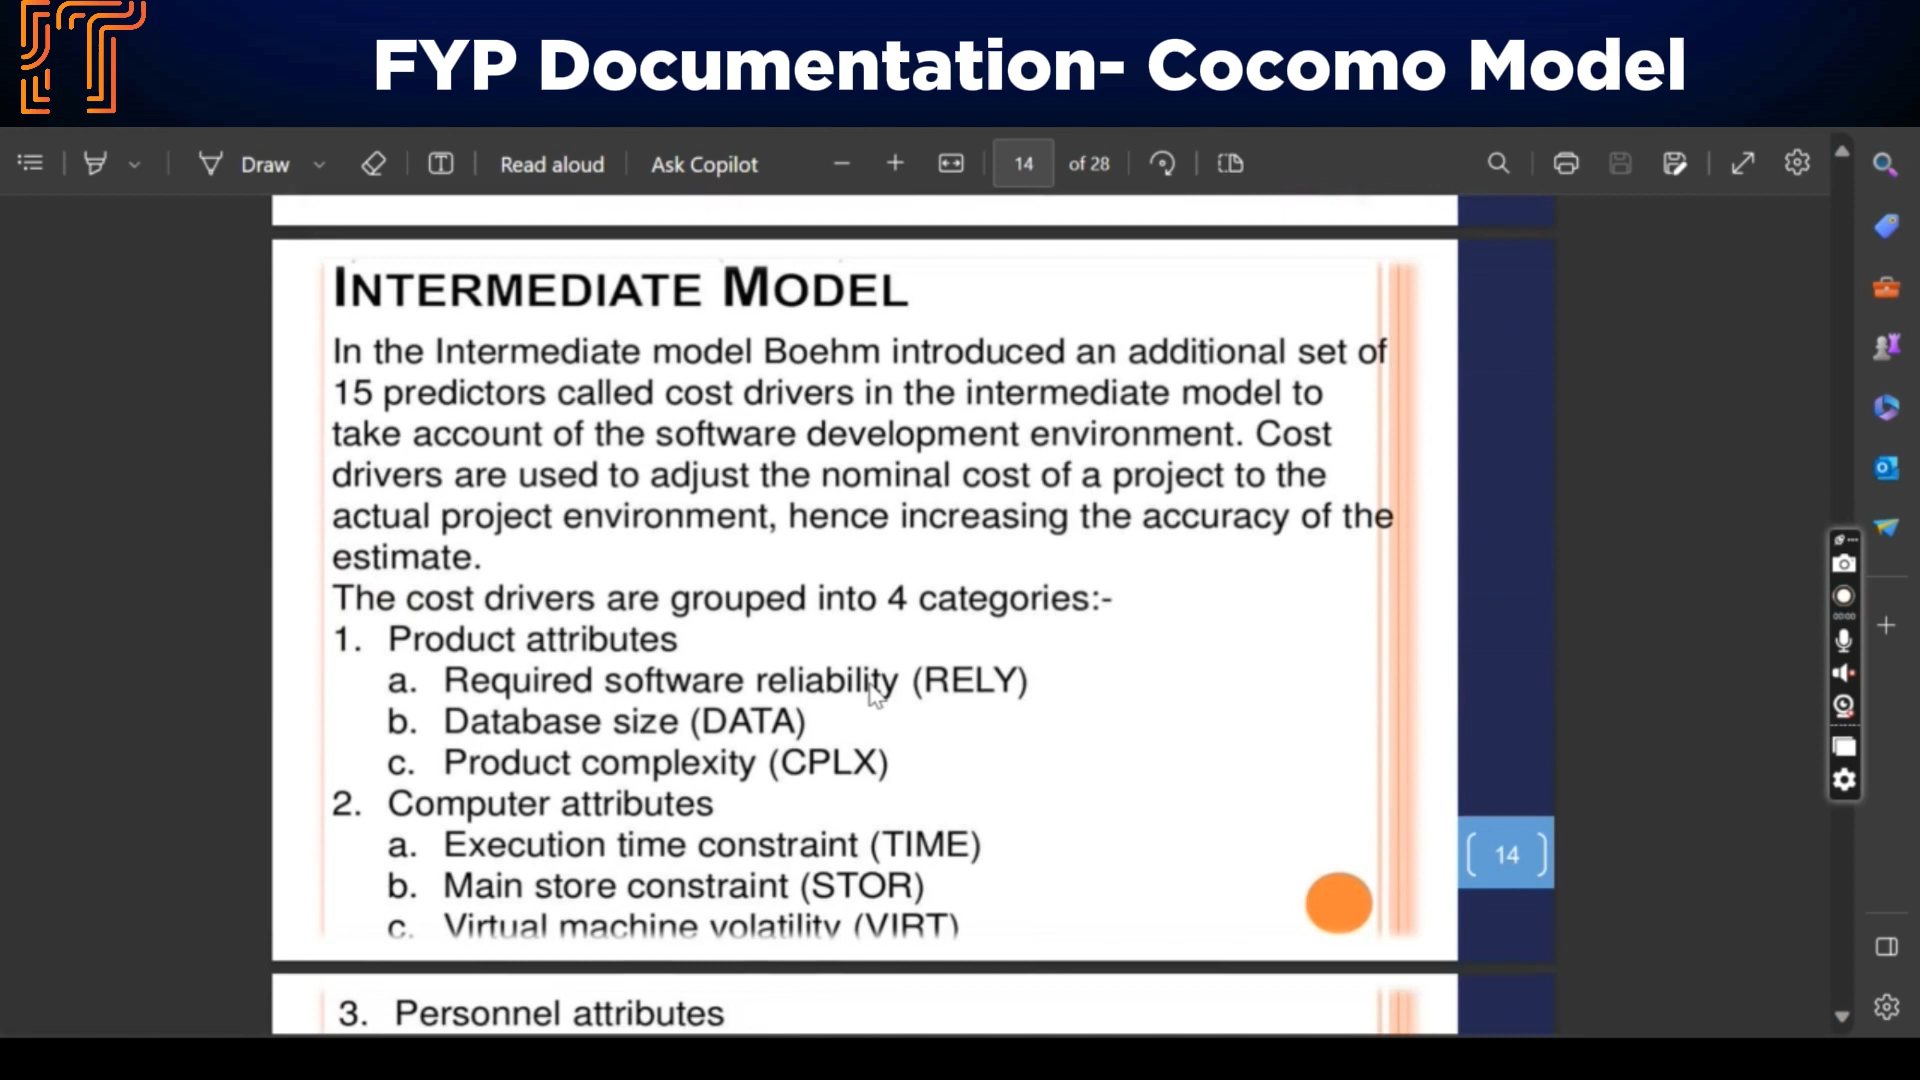 IT
FYP Documentation- Cocomo Model
Draw
Read aloud
Ask Copilot
14 of 28
INTERMEDIATE MODEL
In the Intermediate model Boehm introduced an additional set of
15 predictors called cost drivers in the intermediate model to
take account of the software development environment. Cost
drivers are used to adjust the nominal cost of a project to the
actual project environment, hence increasing the accuracy of the
estimate.
The cost drivers are grouped into 4 categories:-
1. Product attributes
a. Required software reliability (RELY)
b. Database size (DATA)
c. Product complexity (CPLX)
2. Computer attributes
a. Execution time constraint (TIME)
b. Main store constraint (STOR)
c. Virtual machine volatility (VIRT)
14
3. Personnel attributes
00:00